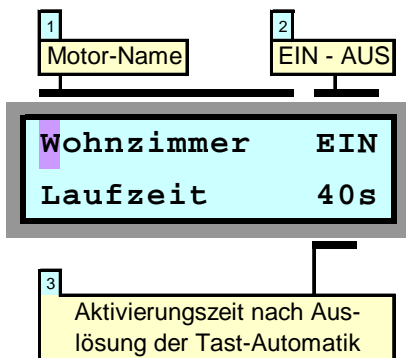 1
Motor-Name
2
EIN - AUS
Wohnzimmer EIN
Laufzeit 40s
3
Aktivierungszeit nach Aus-
lösung der Tast-Automatik